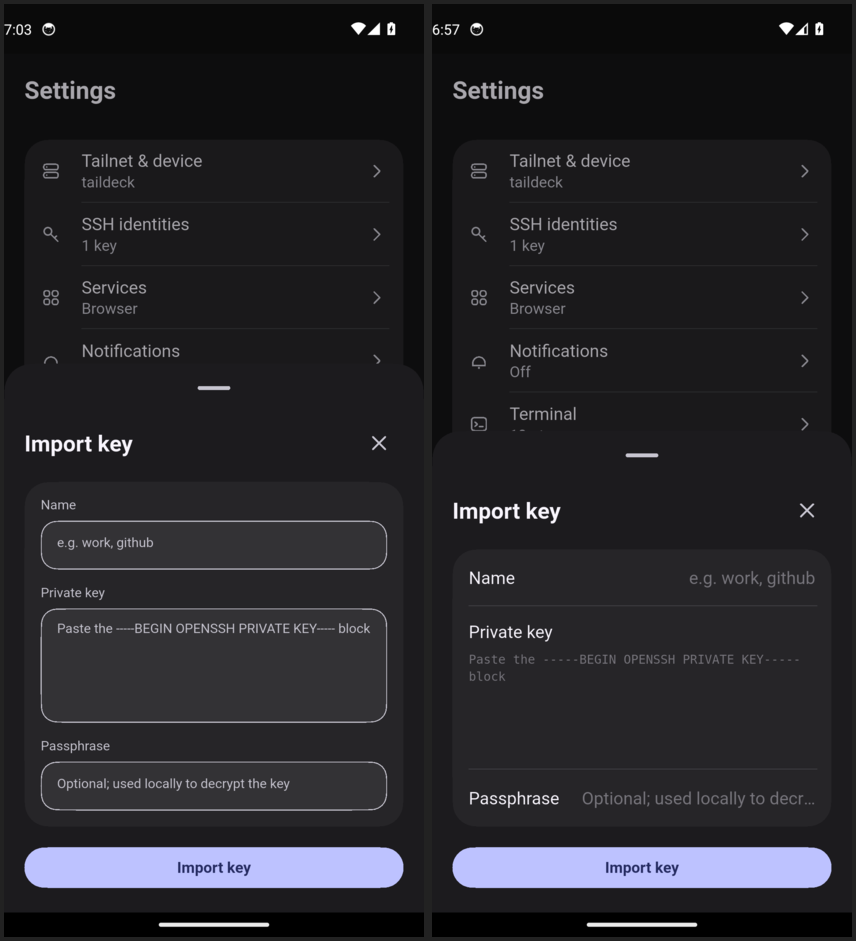 7:03
Settings
Tailnet & device
taildeck
SSH identities
1 key
Services
Browser
Notifications
Import key
Name
e.g. work, github
Private key
Paste the -----BEGIN OPENSSH PRIVATE KEY----- block
Passphrase
Optional; used locally to decrypt the key
Import key
6:57
Settings
Tailnet & device
taildeck
SSH identities
1 key
Services
Browser
Notifications
Off
Terminal
Import key
Name
e.g. work, github
Private key
Paste the -----BEGIN OPENSSH PRIVATE KEY-----
block
Passphrase
Optional; used locally to decr...
Import key